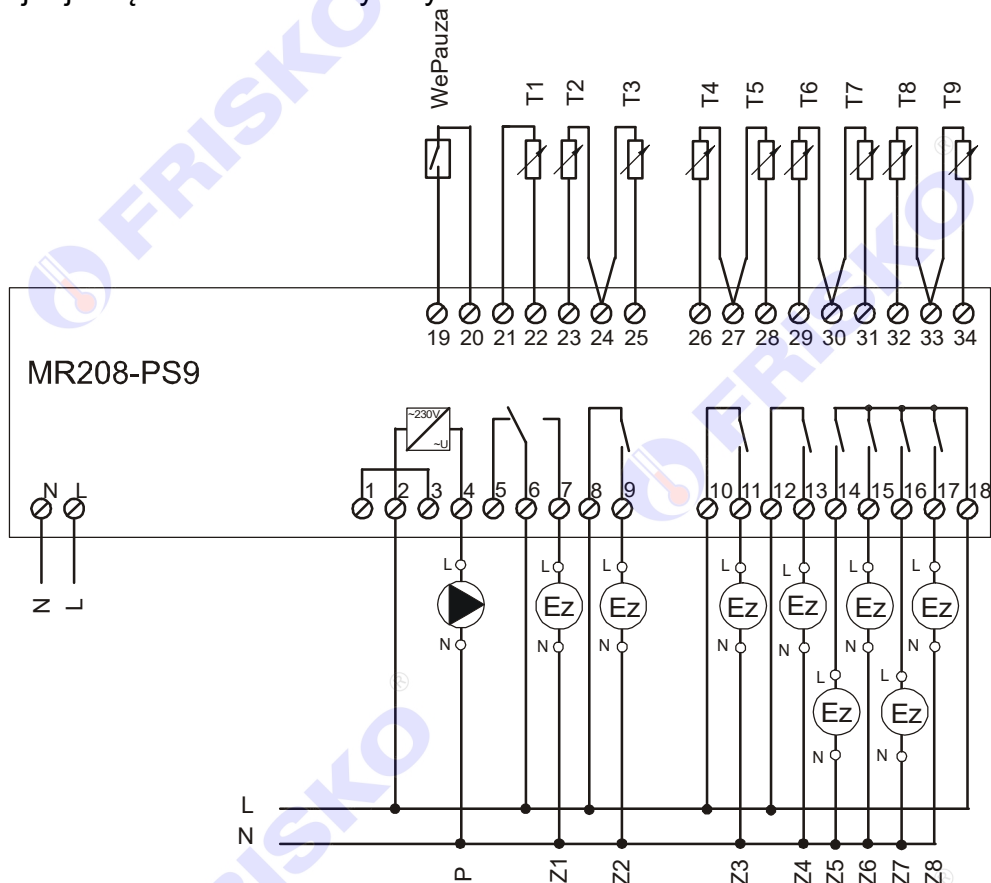 WePauza T1 T2 T3 T4 T5 T6 T7 T8 T9
FRISKO
®
19 20 21 22 23 24 25 26 27 28 29 30 31 32 33 34
MR208-PS9
FRISKO
~230V
~U
N L 1 2 3 4 5 6 7 8 9 10 11 12 13 14 15 16 17 18
N L
L L L L L L L
Ez Ez Ez Ez Ez Ez
N N N N N N N
L L
Ez Ez
N N
®
L
N
P Z1 Z2 Z3 Z4 Z5 Z6 Z7 Z8
®